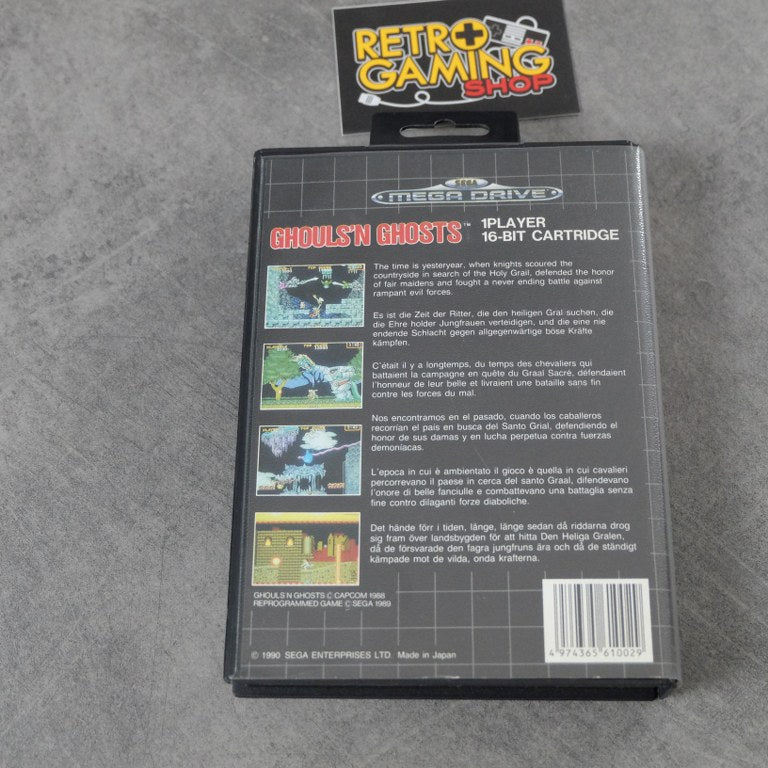 RETRO
GAMING
SHOP
SEGA
MEGA DRIVE
GHOULS'N GHOSTS™
1PLAYER
16-BIT CARTRIDGE
The time is yesteryear, when knights scoured the
countryside in search of the Holy Grail, defended the honor
of fair maidens and fought a never ending battle against
rampant evil forces.
Es ist die Zeit der Ritter, die den heiligen Gral suchen, die
die Ehre holder Jungfrauen verteidigen, und die eine nie
endende Schlacht gegen allgegenwärtige böse Kräfte
kämpfen.
C'était il y a longtemps, du temps des chevaliers qui
battaient la campagne en quête du Graal Sacré, défendaient
l'honneur de leur belle et livraient une bataille sans fin
contre les forces du mal.
Nos encontramos en el pasado, cuando los caballeros
recorrían el país en busca del Santo Grial, defendiendo el
honor de sus damas y en lucha perpetua contra fuerzas
demoníacas.
L'epoca in cui è ambientato il gioco è quella in cui cavalieri
percorrevano il paese in cerca del santo Graal, difendevano
l'onore di belle fanciulle e combattevano una battaglia senza
fine contro dilaganti forze diaboliche.
Det hände förr i tiden, långe, långe sedan då riddarna drog
sig fram över landsbygden för att hitta Den Heliga Gralen,
då de försvarade den fagra jungfruns ära och då de ständigt
kämpade mot de vilda, onda krafterna.
GHOULS'N GHOSTS © CAPCOM 1988
REPROGRAMMED GAME © SEGA 1989
© 1990 SEGA ENTERPRISES LTD. Made in Japan
4 974365 610029